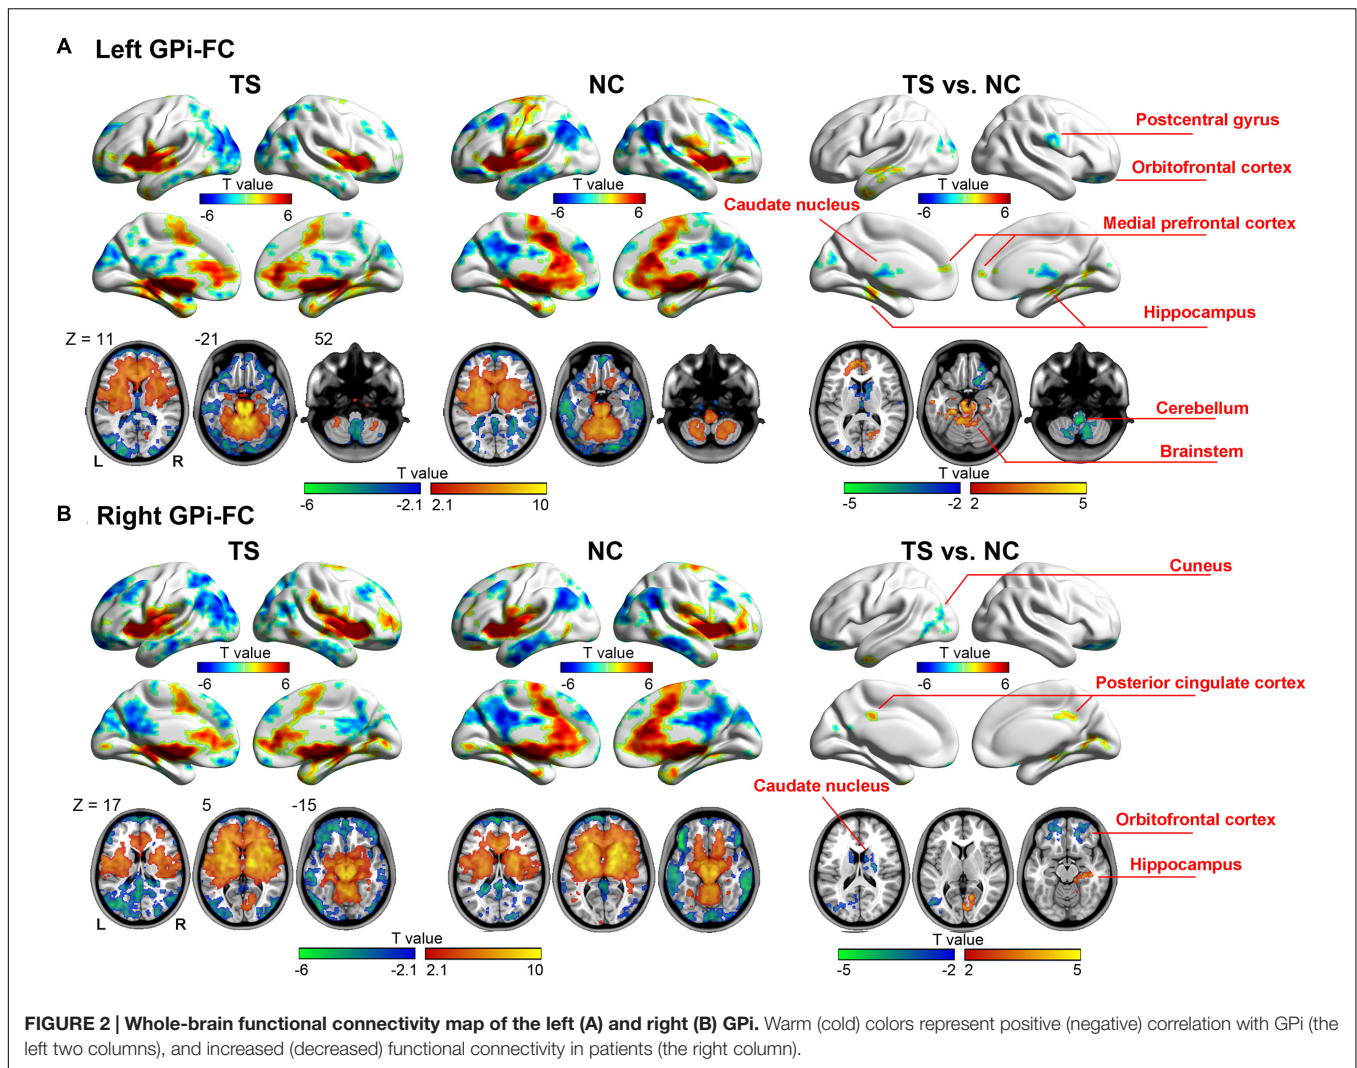 A Left GPi-FC
TS NC TS vs. NC
Postcentral gyrus
Orbitofrontal cortex
T value T value
-6 6 -6 6 -6 6
Caudate nucleus
Medial prefrontal cortex
Hippocampus
Z = 11 -21 52
Cerebellum
Brainstem
L R
T value T value
-6 -2.1 2.1 10 -5 -2 2 5
B Right GPi-FC
TS NC TS vs. NC
Cuneus
T value T value T value
-6 6 -6 6 -6 6
Posterior cingulate cortex
Caudate nucleus
Z = 17 5 -15
Orbitofrontal cortex
Hippocampus
L R
T value T value
-6 -2.1 2.1 10 -5 -2 2 5
FIGURE 2 | Whole-brain functional connectivity map of the left (A) and right (B) GPi. Warm (cold) colors represent positive (negative) correlation with GPi (the
left two columns), and increased (decreased) functional connectivity in patients (the right column).